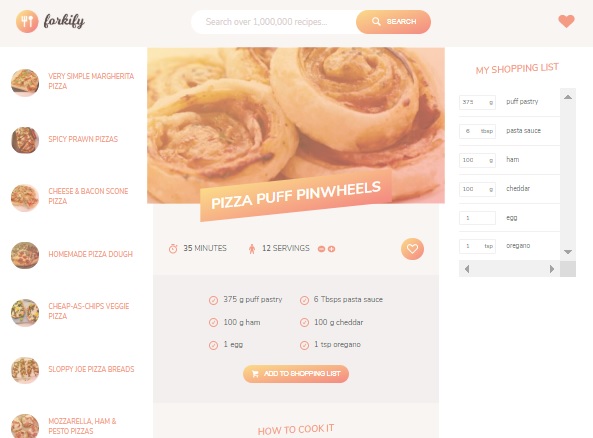 forkify
Search over 1,000,000 recipes...
SEARCH
VERY SIMPLE MARGHERITA
PIZZA
SPICY PRAWN PIZZAS
CHEESE & BACON SCONE
PIZZA
HOMEMADE PIZZA DOUGH
CHEAP-AS-CHIPS VEGGIE
PIZZA
SLOPPY JOE PIZZA BREADS
MOZZARELLA, HAM &
PESTO PIZZAS
PIZZA PUFF PINWHEELS
35 MINUTES
12 SERVINGS
375 g puff pastry
6 Tbsps pasta sauce
100 g ham
100 g cheddar
1 egg
1 tsp oregano
ADD TO SHOPPING LIST
HOW TO COOK IT
MY SHOPPING LIST
375 g puff pastry
6 tbsp pasta sauce
100 g ham
100 g cheddar
1 egg
1 tsp oregano